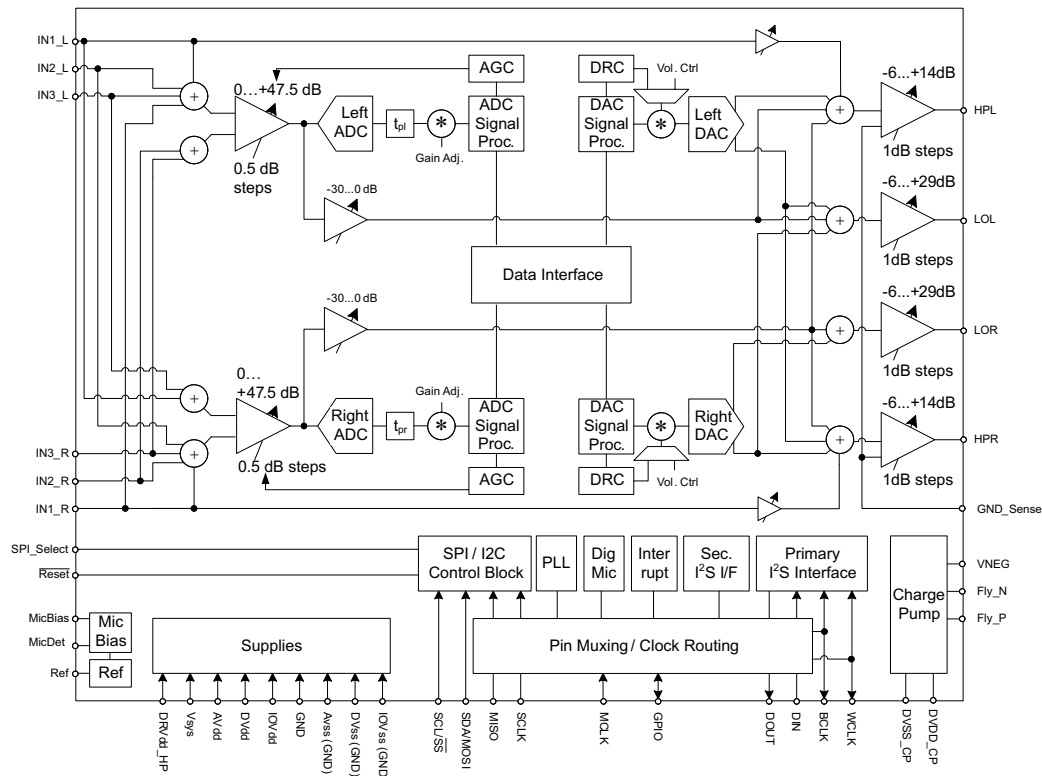 IN1_L
IN2_L
IN3_L
0…+47.5 dB
0.5 dB
steps
Left
ADC
tpl
Gain Adj.
AGC
ADC
Signal
Proc.
DRC
Vol. Ctrl
DAC
Signal
Proc.
Left
DAC
-6...+14dB
1dB steps
HPL
-30...0 dB
-6...+29dB
1dB steps
LOL
Data Interface
-30...0 dB
-6...+29dB
1dB steps
LOR
0…
+47.5 dB
0.5 dB steps
Right
ADC
tpr
Gain Adj.
ADC
Signal
Proc.
AGC
DAC
Signal
Proc.
DRC
Vol. Ctrl
Right
DAC
-6...+14dB
1dB steps
HPR
IN3_R
IN2_R
IN1_R
GND_Sense
SPI_Select
Reset
SPI / I2C
Control Block
PLL
Dig
Mic
Inter
rupt
Sec.
I2S I/F
Primary
I2S Interface
Charge
Pump
VNEG
Fly_N
Fly_P
MicBias
MicDet
Ref
Mic
Bias
Ref
Supplies
Pin Muxing / Clock Routing
DRVdd_HP
Vsys
AVdd
DVdd
IOVdd
GND
AVss (GND)
DVss (GND)
IOVss (GND)
SCL/SS
SDA/MOSI
MISO
SCLK
MCLK
GPIO
DOUT
DIN
BCLK
WCLK
DVSS_CP
DVDD_CP